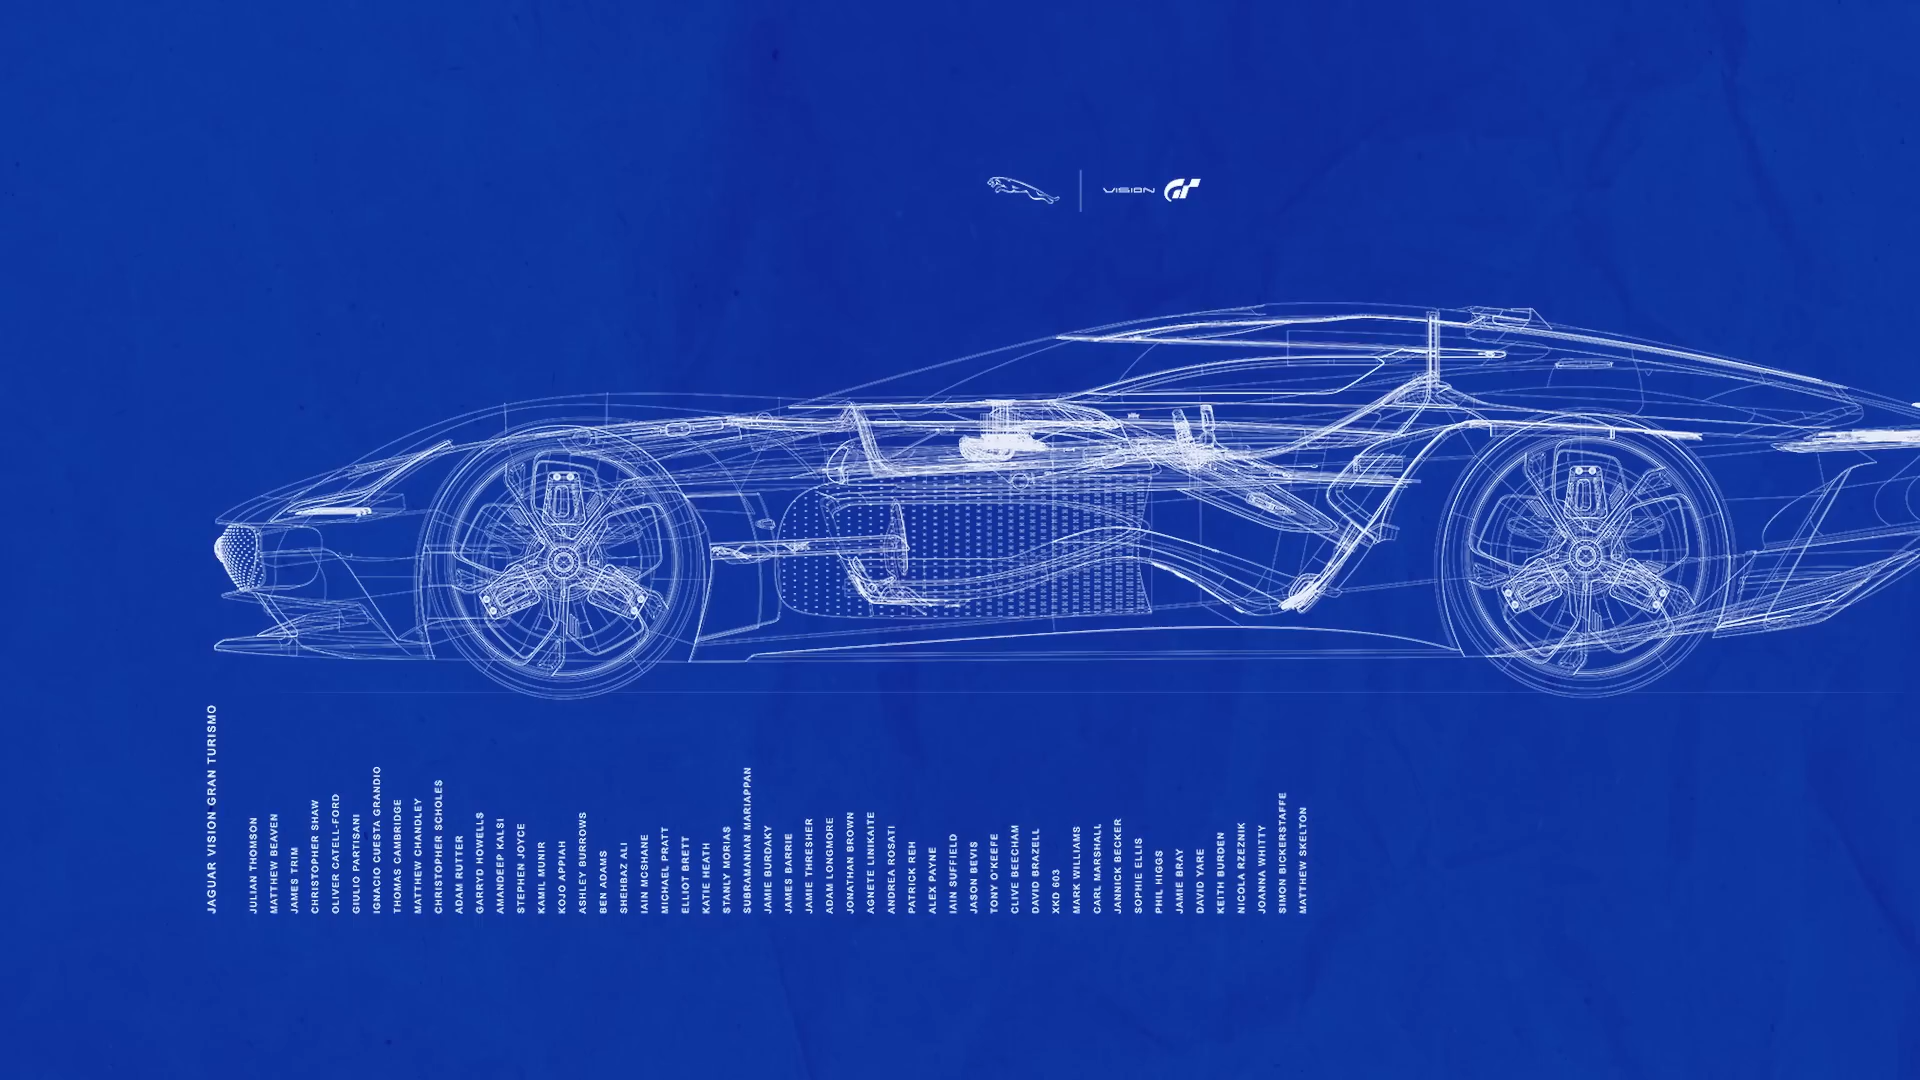 VISION GT
JAGUAR VISION GRAN TURISMO
JULIAN THOMSON
MATTHEW BEAVEN
JAMES TRIM
CHRISTOPHER SHAW
OLIVER CATELL-FORD
GIULIO PARTISANI
IGNACIO CUESTA GRANDIO
THOMAS CAMBRIDGE
MATTHEW CHANDLEY
CHRISTOPHER SCHOLES
ADAM RUTTER
GARRYD HOWELLS
AMANDEEP KALSI
STEPHEN JOYCE
KAMIL MUNIR
KOJO APPIAH
ASHLEY BURROWS
BEN ADAMS
SHEHBAZ ALI
IAIN MCSHANE
MICHAEL PRATT
ELLIOT BRETT
KATIE HEATH
STANLY MORIAS
SUBRAMANIAN MARIAPPAN
JAMIE BURDAKY
JAMES BARRIE
JAMIE THRESHER
ADAM LONGMORE
JONATHAN BROWN
AGNETE LINIKAITE
ANDREA ROSATI
PATRICK REH
ALEX PAYNE
IAIN SUFFIELD
JASON BEVIS
TONY O'KEEFE
CLIVE BEECHAM
DAVID BRAZELL
XKD 603
MARK WILLIAMS
CARL MARSHALL
JANNICK BECKER
SOPHIE ELLIS
PHIL HIGGS
JAMIE BRAY
DAVID YARE
KEITH BURDEN
NICOLA RZEZNIK
JOANNA WHITTY
SIMON BICKERSTAFFE
MATTHEW SKELTON